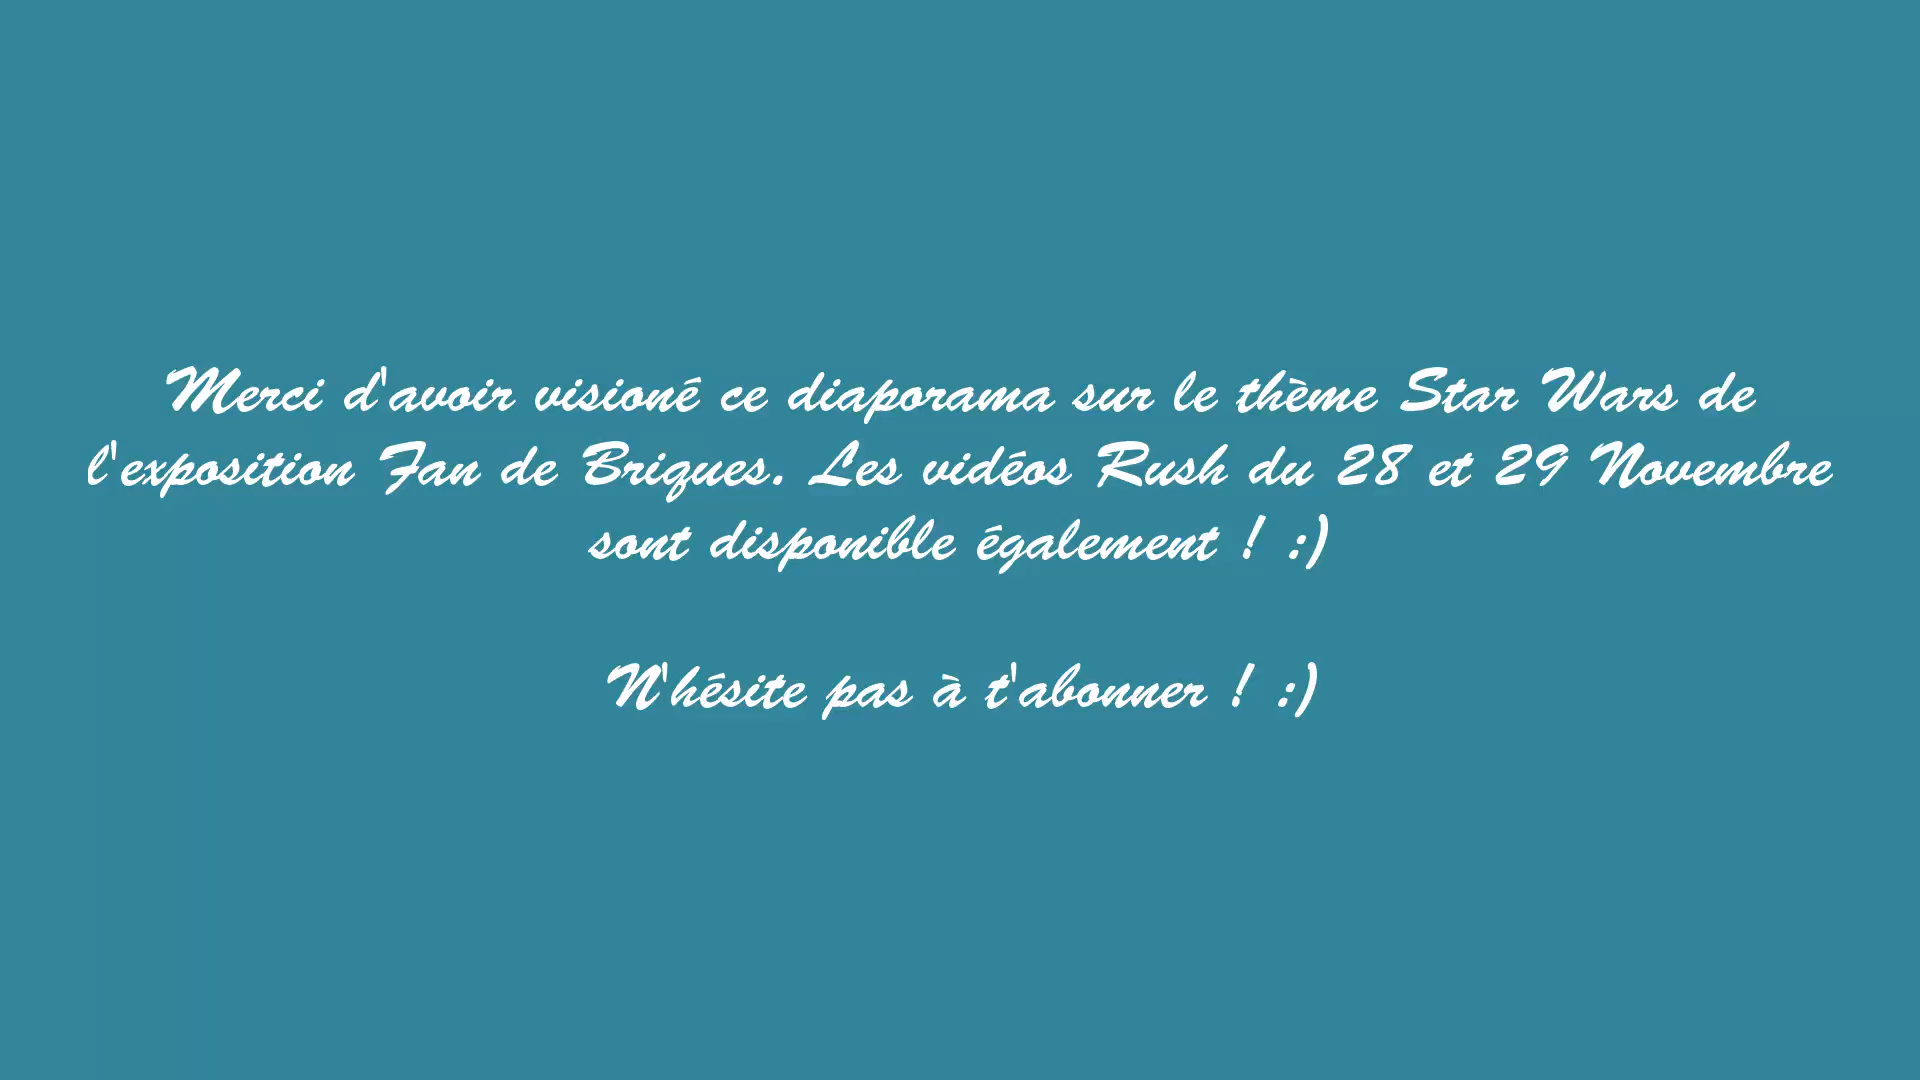 Merci d'avoir visioné ce diaporama sur le thème Star Wars de
l'exposition Fan de Briques. Les vidéos Rush du 28 et 29 Novembre
sont disponible également ! :)
N'hésite pas à t'abonner ! :)